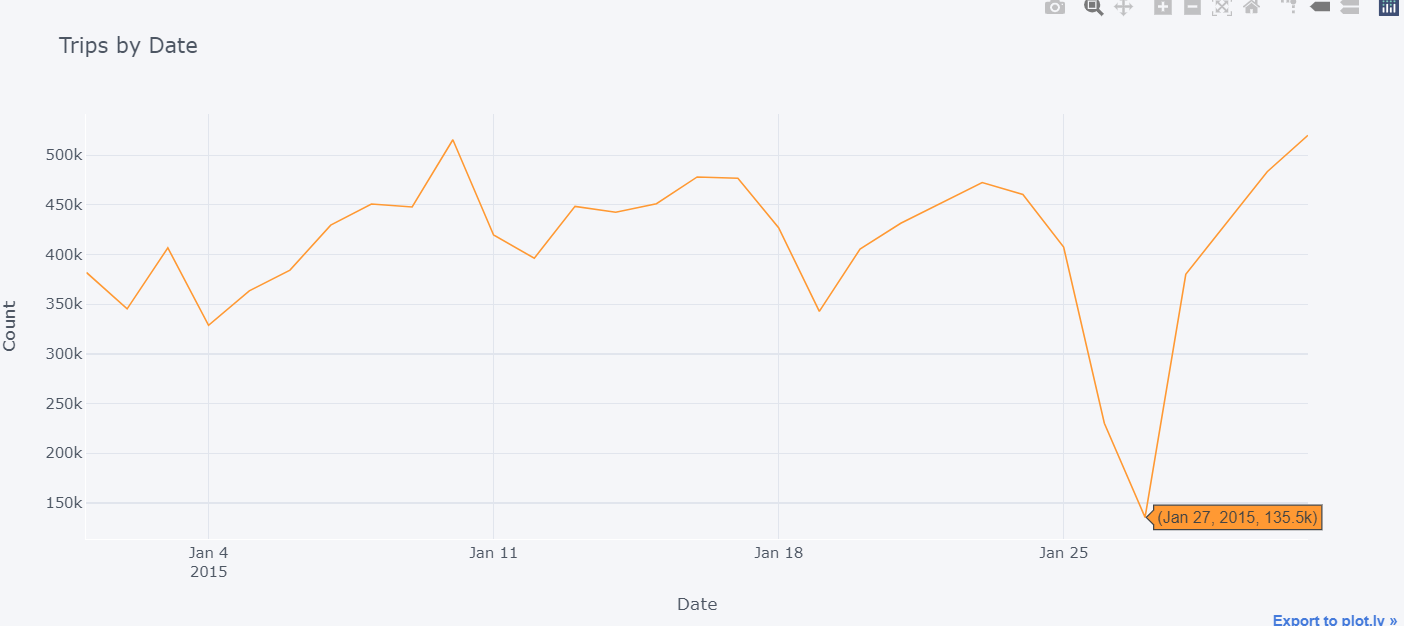 Trips by Date
500k
450k
400k
350k
300k
250k
200k
150k
Count
(Jan 27, 2015, 135.5k)
Jan 4
2015
Jan 11
Jan 18
Jan 25
Date
Export to plot.ly »